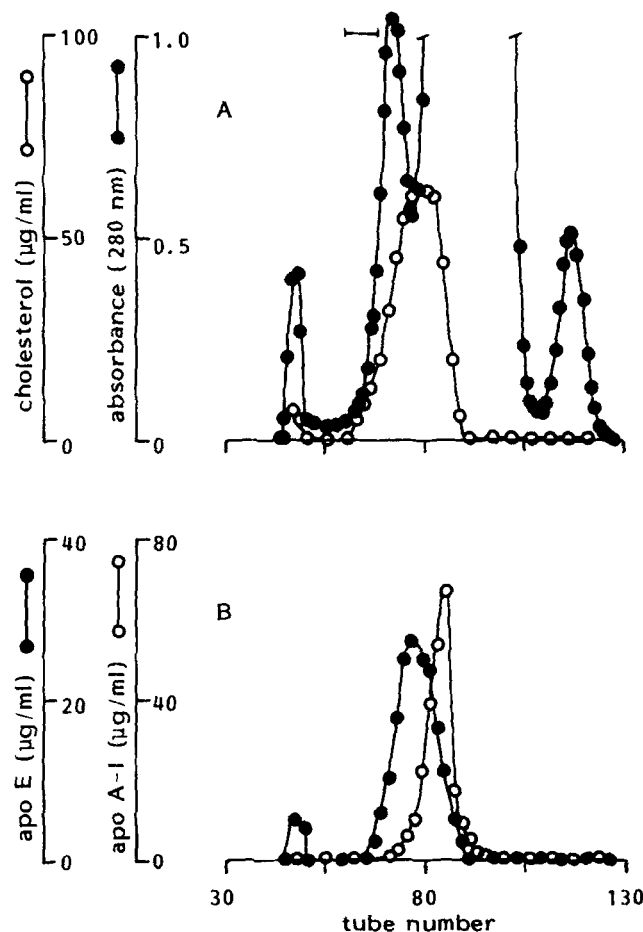 100
1.0
cholesterol (µg/ml)
absorbance (280 nm)
A
50
0.5
0
0
40
80
apo E (µg/ml)
apo A-I (µg/ml)
B
20
40
0
0
30
80
130
tube number